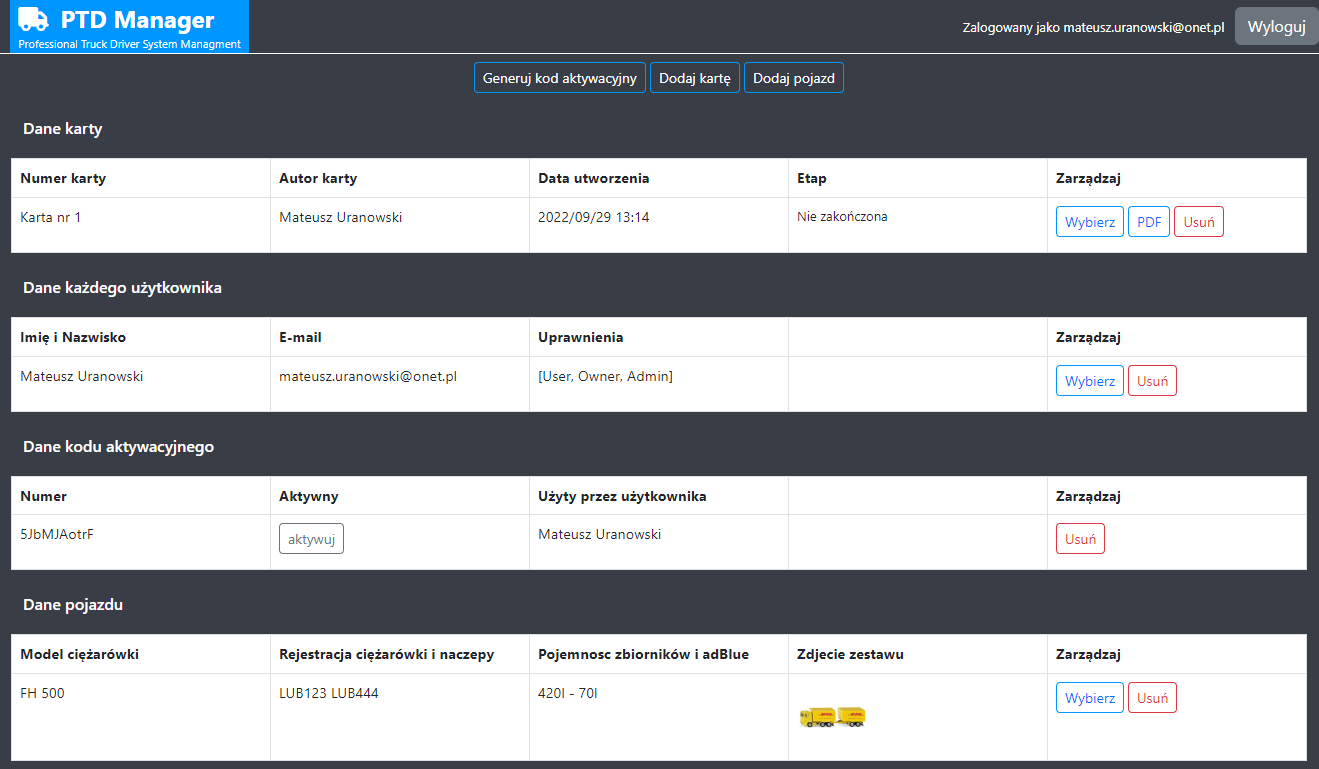 PTD Manager
Professional Truck Driver System Managment
Zalogowany jako mateusz.uranowski@onet.pl Wyloguj
Generuj kod aktywacyjny Dodaj kartę Dodaj pojazd
Dane karty
Numer karty Autor karty Data utworzenia Etap Zarządzaj
Karta nr 1 Mateusz Uranowski 2022/09/29 13:14 Nie zakończona Wybierz PDF Usuń
Dane każdego użytkownika
Imię i Nazwisko E-mail Uprawnienia Zarządzaj
Mateusz Uranowski mateusz.uranowski@onet.pl [User, Owner, Admin] Wybierz Usuń
Dane kodu aktywacyjnego
Numer Aktywny Użyty przez użytkownika Zarządzaj
5JbMJAotrF aktywuj Mateusz Uranowski Usuń
Dane pojazdu
Model ciężarówki Rejestracja ciężarówki i naczepy Pojemnosc zbiorników i adBlue Zdjecie zestawu Zarządzaj
FH 500 LUB123 LUB444 420l - 70l Wybierz Usuń